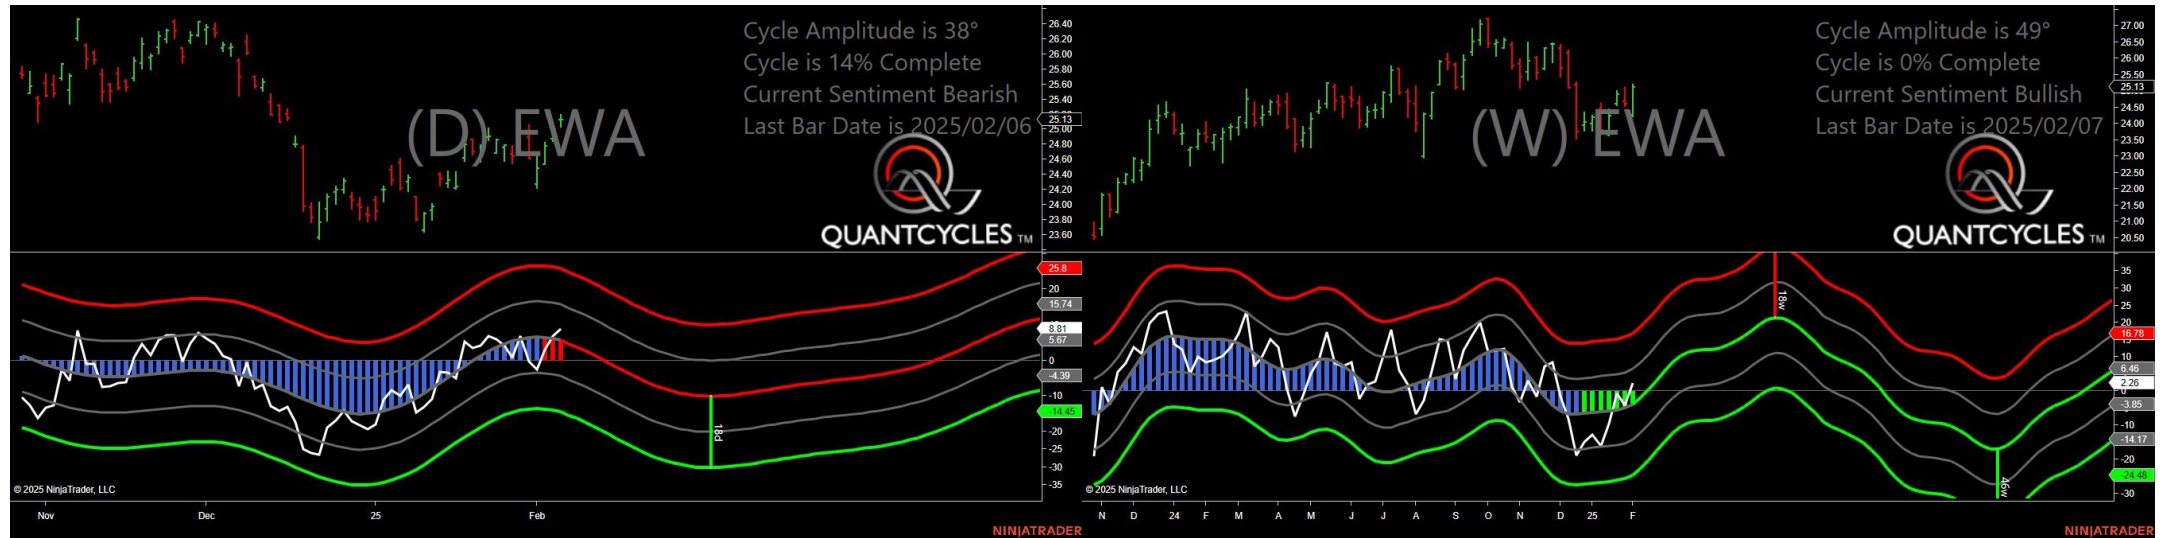 Cycle Amplitude is 38°
Cycle is 14% Complete
Current Sentiment Bearish
Last Bar Date is 2025/02/06
(D) EWA
QUANTCYCLES TM
26.40
26.20
26.00
25.80
25.60
25.40
25.13
25.00
24.80
24.60
24.40
24.20
24.00
23.80
23.60
25.8
20
15.74
8.81
5.67
0
-4.39
-10
-14.45
-20
-25
-30
-35
18d
© 2025 NinjaTrader, LLC
Nov
Dec
25
Feb
NINJATRADER
Cycle Amplitude is 49°
Cycle is 0% Complete
Current Sentiment Bullish
Last Bar Date is 2025/02/07
(W) EWA
QUANTCYCLES TM
27.00
26.50
26.00
25.50
25.13
24.50
24.00
23.50
23.00
22.50
22.00
21.50
21.00
20.50
35
30
25
20
16.78
10
6.46
2.26
-3.85
-10
-14.17
-20
-24.48
-30
18w
46w
© 2025 NinjaTrader, LLC
N
D
24
F
M
A
M
J
J
A
S
O
N
D
25
F
NINJATRADER